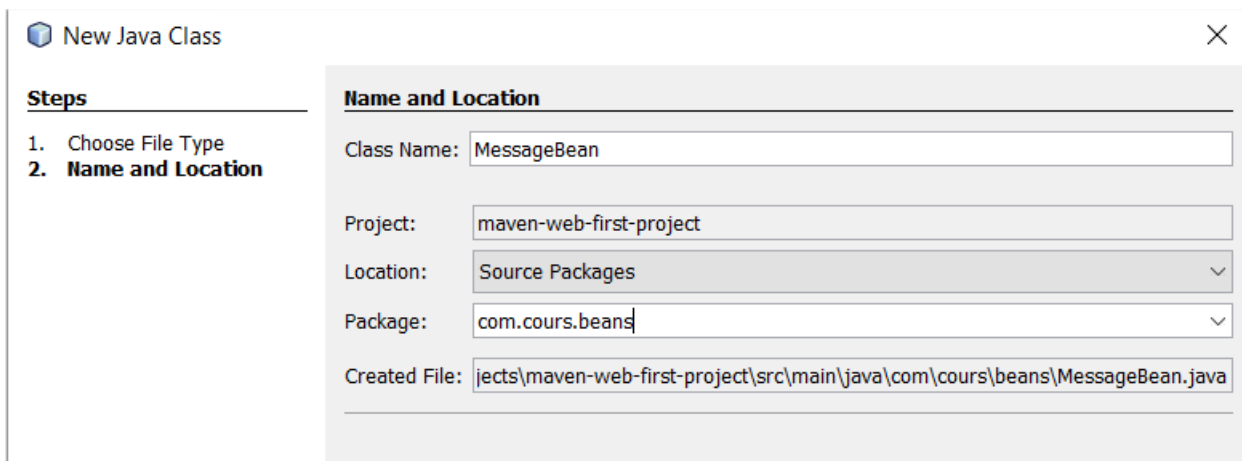 New Java Class
Steps
1. Choose File Type
2. Name and Location
Name and Location
Class Name: MessageBean
Project: maven-web-first-project
Location: Source Packages
Package: com.cours.beans
Created File: jects\maven-web-first-project\src\main\java\com\cours\beans\MessageBean.java